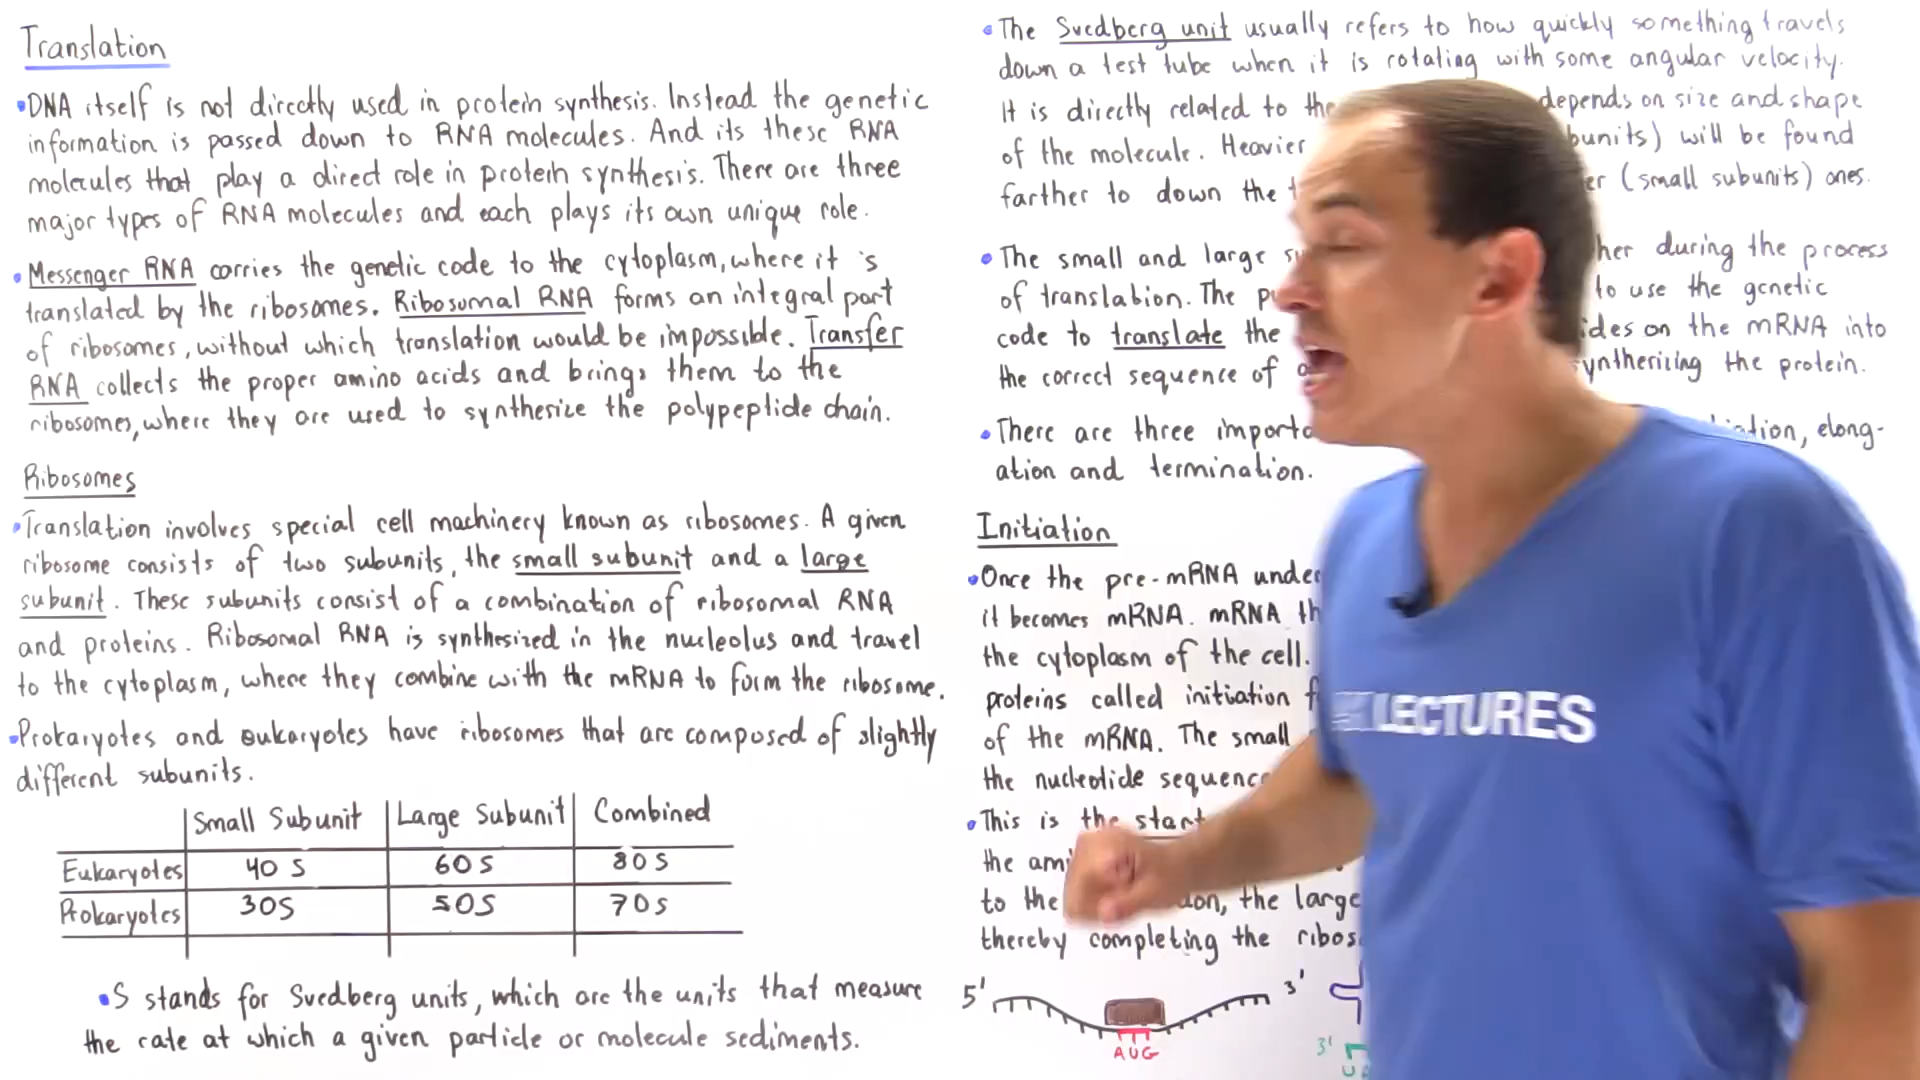 Translation
•DNA itself is not directly used in protein synthesis. Instead the genetic
information is passed down to RNA molecules. And its these RNA
molecules that play a direct role in protein synthesis. There are three
major types of RNA molecules and each plays its own unique role.
•Messenger RNA carries the genetic code to the cytoplasm, where it is
translated by the ribosomes. Ribosomal RNA forms an integral part
of ribosomes, without which translation would be impossible. Transfer
RNA collects the proper amino acids and brings them to the
ribosomes, where they are used to synthesize the polypeptide chain.
Ribosomes
•Translation involves special cell machinery known as ribosomes. A given
ribosome consists of two subunits, the small subunit and a large
subunit. These subunits consist of a combination of ribosomal RNA
and proteins. Ribosomal RNA is synthesized in the nucleolus and travel
to the cytoplasm, where they combine with the mRNA to form the ribosome.
•Prokaryotes and eukaryotes have ribosomes that are composed of slightly
different subunits.
Small Subunit Large Subunit Combined
Eukaryotes 40 S 60 S 80 S
Prokaryotes 30S 50S 70s
•S stands for Svedberg units, which are the units that measure
the rate at which a given particle or molecule sediments.
•The Svedberg unit usually refers to how quickly something travels
down a test tube when it is rotating with some angular velocity.
It is directly related to the depends on size and shape
of the molecule. Heavier bunits) will be found
farther to down the er (small subunits) ones.
•The small and large her during the process
of translation. The to use the genetic
code to translate the ides on the mRNA into
the correct sequence of ynthesizing the protein.
•There are three importa iation, elong-
ation and termination.
Initiation
•Once the pre-mRNA under
it becomes mRNA. mRNA th
the cytoplasm of the cell.
proteins called initiation f
of the mRNA. The small
the nucleotide sequence
•This is the start
the ami
to the don, the large
thereby completing the ribos
5' 3'
AUG
3'
U
LECTURES